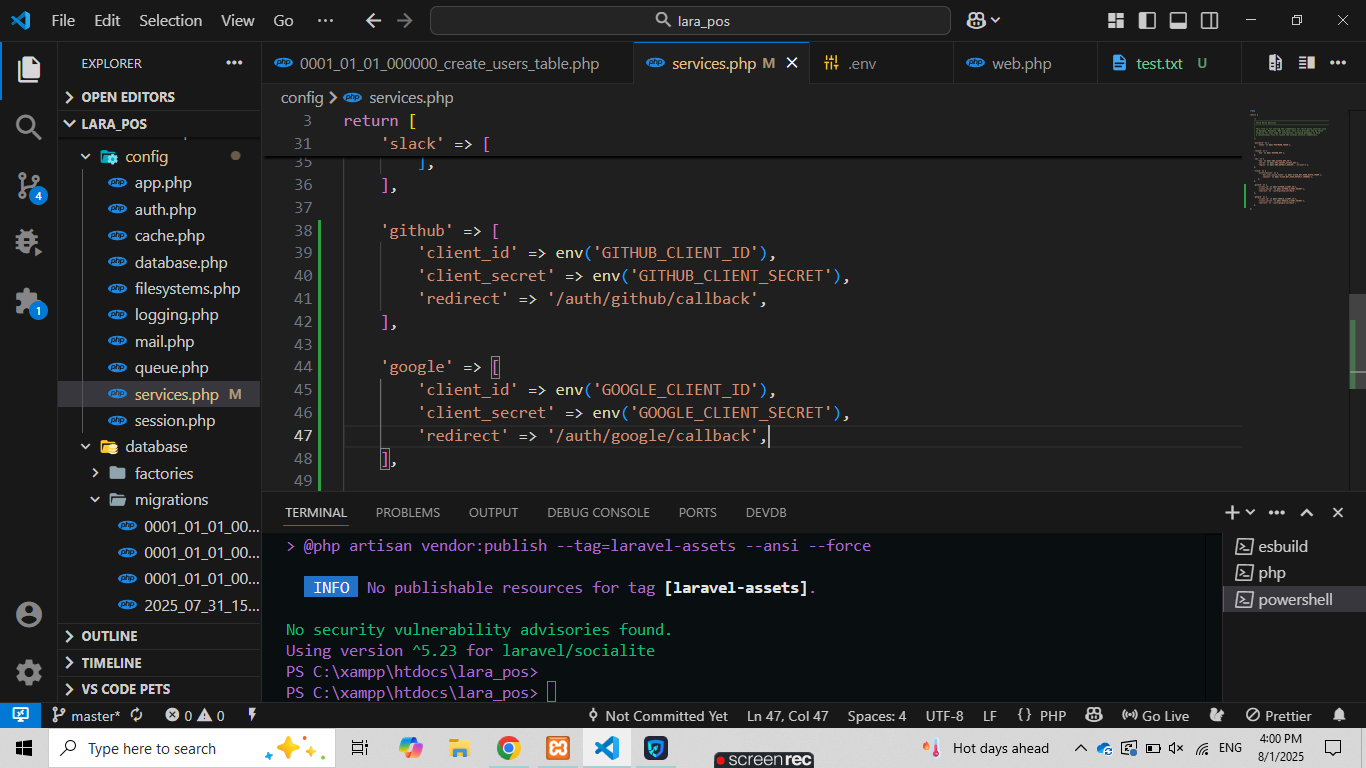 File Edit Selection View Go ··· lara_pos
EXPLORER ···
OPEN EDITORS
LARA_POS
config
app.php
auth.php
cache.php
database.php
filesystems.php
logging.php
mail.php
queue.php
services.php M
session.php
database
factories
migrations
0001_01_01_00...
0001_01_01_00...
0001_01_01_00...
2025_07_31_15...
OUTLINE
TIMELINE
VS CODE PETS
4
1
php 0001_01_01_000000_create_users_table.php php services.php M .env php web.php test.txt U ···
config > php services.php
3 return [
31 'slack' => [
35 ],
36 ],
37
38 'github' => [
39 'client_id' => env('GITHUB_CLIENT_ID'),
40 'client_secret' => env('GITHUB_CLIENT_SECRET'),
41 'redirect' => '/auth/github/callback',
42 ],
43
44 'google' => [
45 'client_id' => env('GOOGLE_CLIENT_ID'),
46 'client_secret' => env('GOOGLE_CLIENT_SECRET'),
47 'redirect' => '/auth/google/callback',
48 ],
49
TERMINAL PROBLEMS OUTPUT DEBUG CONSOLE PORTS DEVDB
> @php artisan vendor:publish --tag=laravel-assets --ansi --force
INFO No publishable resources for tag [laravel-assets].
No security vulnerability advisories found.
Using version ^5.23 for laravel/socialite
PS C:\xampp\htdocs\lara_pos>
PS C:\xampp\htdocs\lara_pos>
esbuild
php
powershell
master* 0 0 Not Committed Yet Ln 47, Col 47 Spaces: 4 UTF-8 LF {} PHP Go Live Prettier
Type here to search screenrec Hot days ahead ENG 4:00 PM
8/1/2025